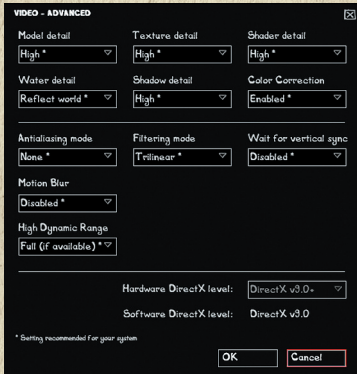 VIDEO - ADVANCED
Model detail Texture detail Shader detail
High * High * High *
Water detail Shadow detail Color Correction
Reflect world * High * Enabled *
Antialiasing mode Filtering mode Wait for vertical sync
None * Trilinear * Disabled *
Motion Blur
Disabled *
High Dynamic Range
Full (if available) *
Hardware DirectX level: DirectX v9.0+
Software DirectX level: DirectX v9.0
* Setting recommended for your system
OK Cancel